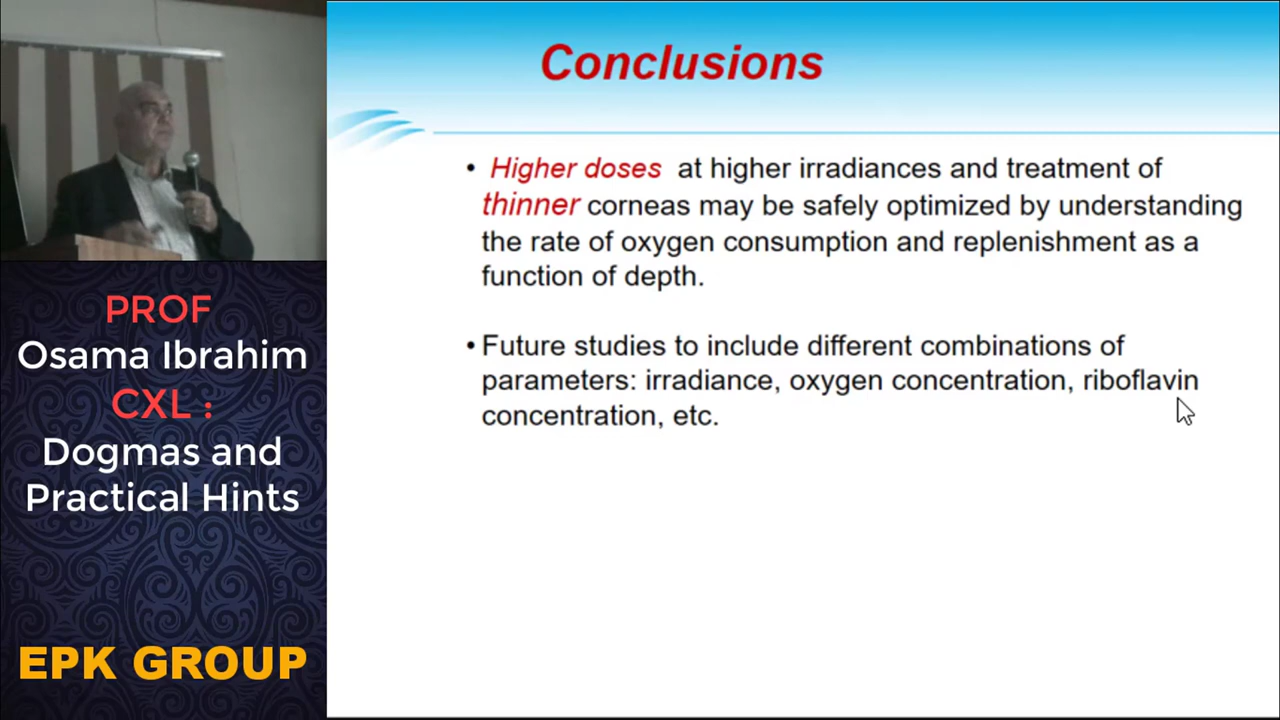 Conclusions
• Higher doses at higher irradiances and treatment of
thinner corneas may be safely optimized by understanding
the rate of oxygen consumption and replenishment as a
function of depth.
• Future studies to include different combinations of
parameters: irradiance, oxygen concentration, riboflavin
concentration, etc.
PROF
Osama Ibrahim
CXL :
Dogmas and
Practical Hints
EPK GROUP